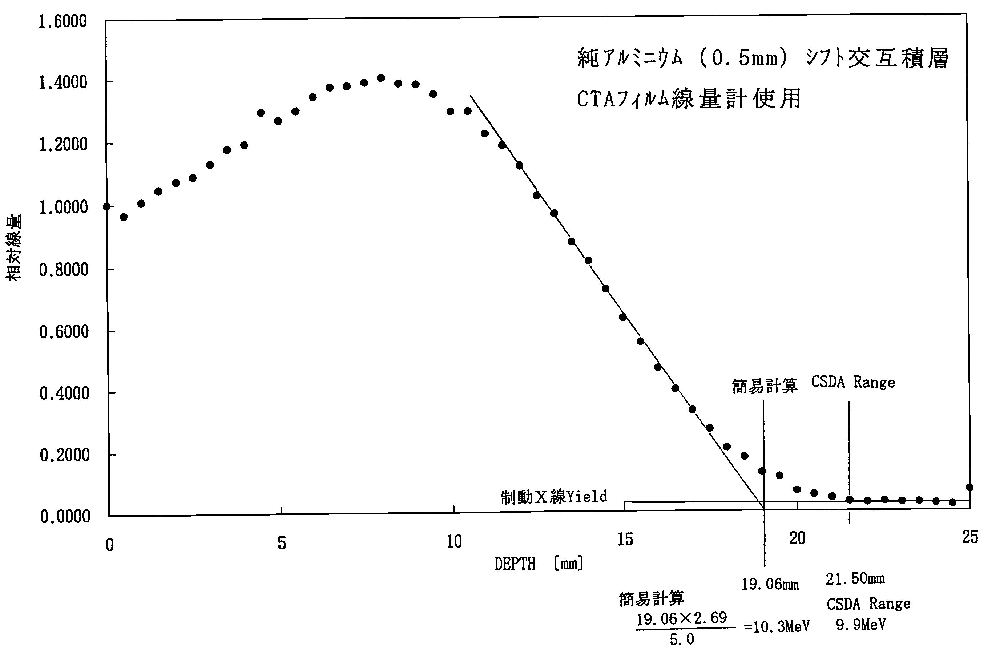 純アルミニウム (0.5mm) シフト交互積層
CTAフィルム線量計使用
1.6000
1.4000
1.2000
1.0000
0.8000
0.6000
0.4000
0.2000
0.0000
相対線量
簡易計算
CSDA Range
制動X線Yield
0
5
10
15
20
25
DEPTH [mm]
19.06mm
21.50mm
簡易計算
19.06×2.69
5.0
=10.3MeV
CSDA Range
9.9MeV